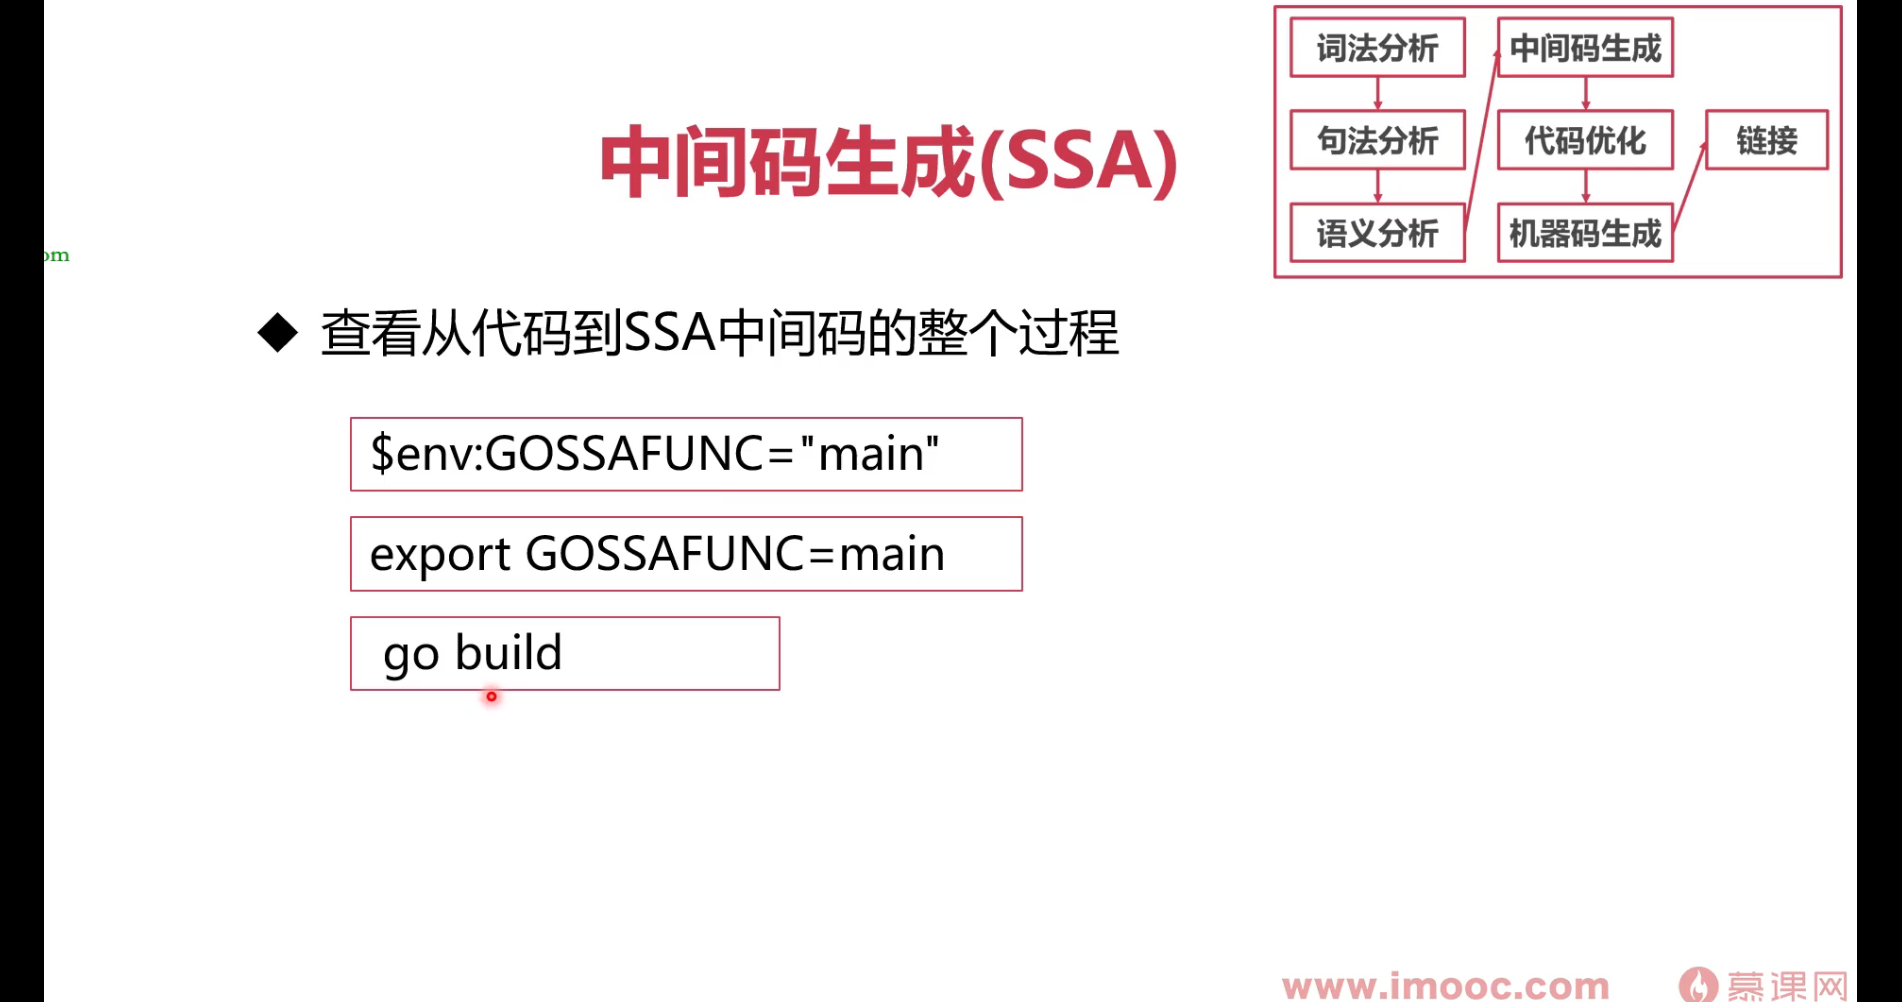 中间码生成(SSA)
词法分析
句法分析
语义分析
中间码生成
代码优化
机器码生成
链接
om
◆ 查看从代码到SSA中间码的整个过程
$env:GOSSAFUNC="main"
export GOSSAFUNC=main
go build
www.imooc.com
慕课网